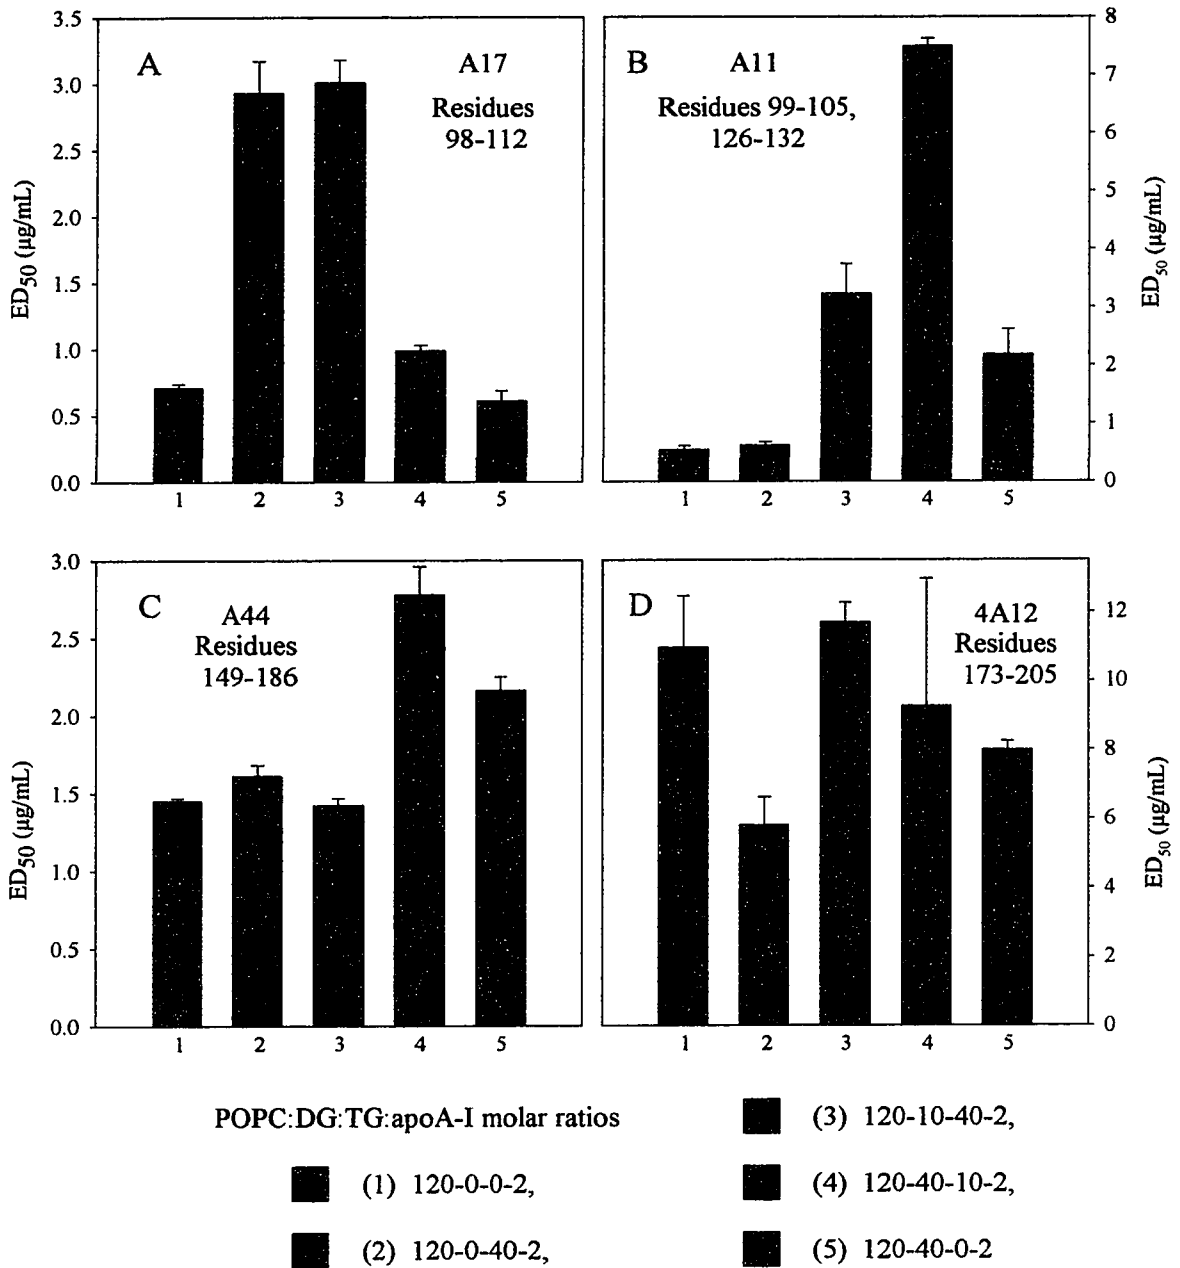 A
A17
Residues
98-112
ED50 (µg/mL)
3.5
3.0
2.5
2.0
1.5
1.0
0.5
0.0
1 2 3 4 5
B
A11
Residues 99-105,
126-132
ED50 (µg/mL)
8
7
6
5
4
3
2
1
0
1 2 3 4 5
C
A44
Residues
149-186
ED50 (µg/mL)
3.0
2.5
2.0
1.5
1.0
0.5
0.0
1 2 3 4 5
D
4A12
Residues
173-205
ED50 (µg/mL)
12
10
8
6
4
2
0
1 2 3 4 5
POPC:DG:TG:apoA-I molar ratios
(1) 120-0-0-2,
(2) 120-0-40-2,
(3) 120-10-40-2,
(4) 120-40-10-2,
(5) 120-40-0-2